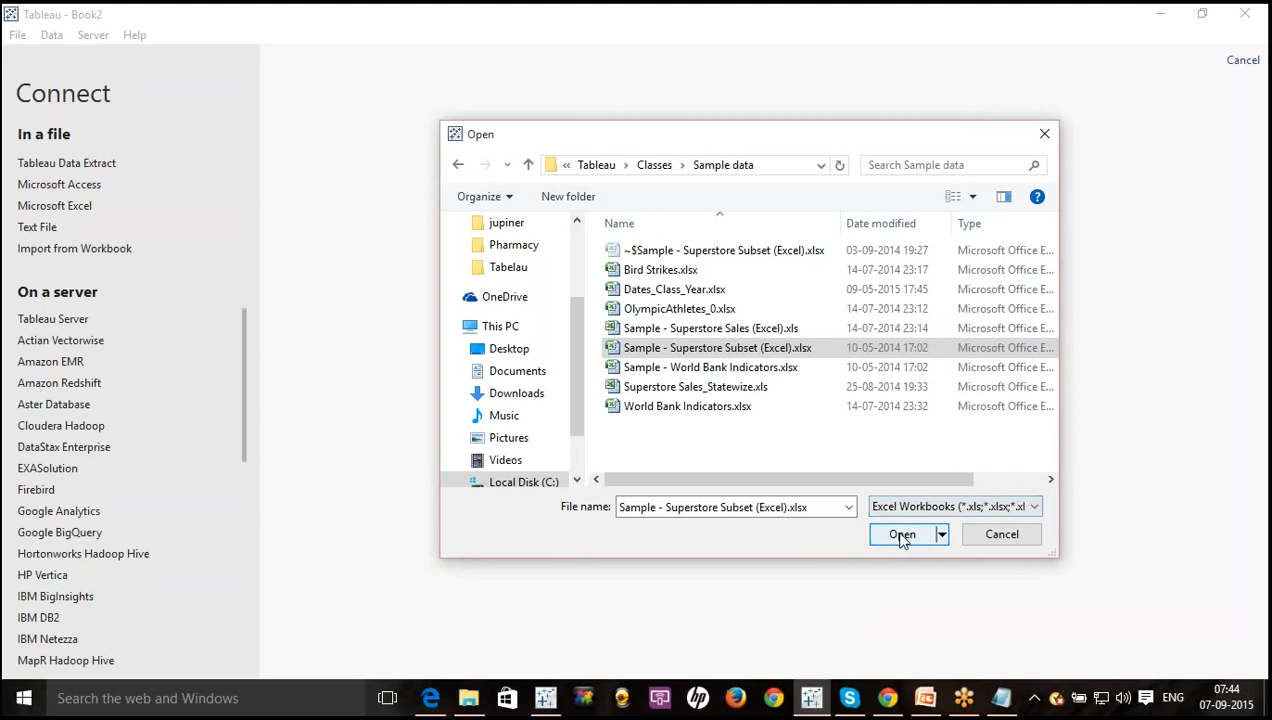 Tableau - Book2
File Data Server Help
Cancel
Connect
In a file
Tableau Data Extract
Microsoft Access
Microsoft Excel
Text File
Import from Workbook
On a server
Tableau Server
Actian Vectorwise
Amazon EMR
Amazon Redshift
Aster Database
Cloudera Hadoop
DataStax Enterprise
EXASolution
Firebird
Google Analytics
Google BigQuery
Hortonworks Hadoop Hive
HP Vertica
IBM BigInsights
IBM DB2
IBM Netezza
MapR Hadoop Hive
Open
« Tableau › Classes › Sample data
Search Sample data
Organize New folder
jupiner
Pharmacy
Tabelau
OneDrive
This PC
Desktop
Documents
Downloads
Music
Pictures
Videos
Local Disk (C:)
Name Date modified Type
~$Sample - Superstore Subset (Excel).xlsx 03-09-2014 19:27 Microsoft Office E...
Bird Strikes.xlsx 14-07-2014 23:17 Microsoft Office E...
Dates_Class_Year.xlsx 09-05-2015 17:45 Microsoft Office E...
OlympicAthletes_0.xlsx 14-07-2014 23:12 Microsoft Office E...
Sample - Superstore Sales (Excel).xls 14-07-2014 23:14 Microsoft Office E...
Sample - Superstore Subset (Excel).xlsx 10-05-2014 17:02 Microsoft Office E...
Sample - World Bank Indicators.xlsx 10-05-2014 17:02 Microsoft Office E...
Superstore Sales_Statewize.xls 25-08-2014 19:33 Microsoft Office E...
World Bank Indicators.xlsx 14-07-2014 23:32 Microsoft Office E...
File name: Sample - Superstore Subset (Excel).xlsx Excel Workbooks (*.xls;*.xlsx;*.xl
Open Cancel
Search the web and Windows
ENG
07:44
07-09-2015